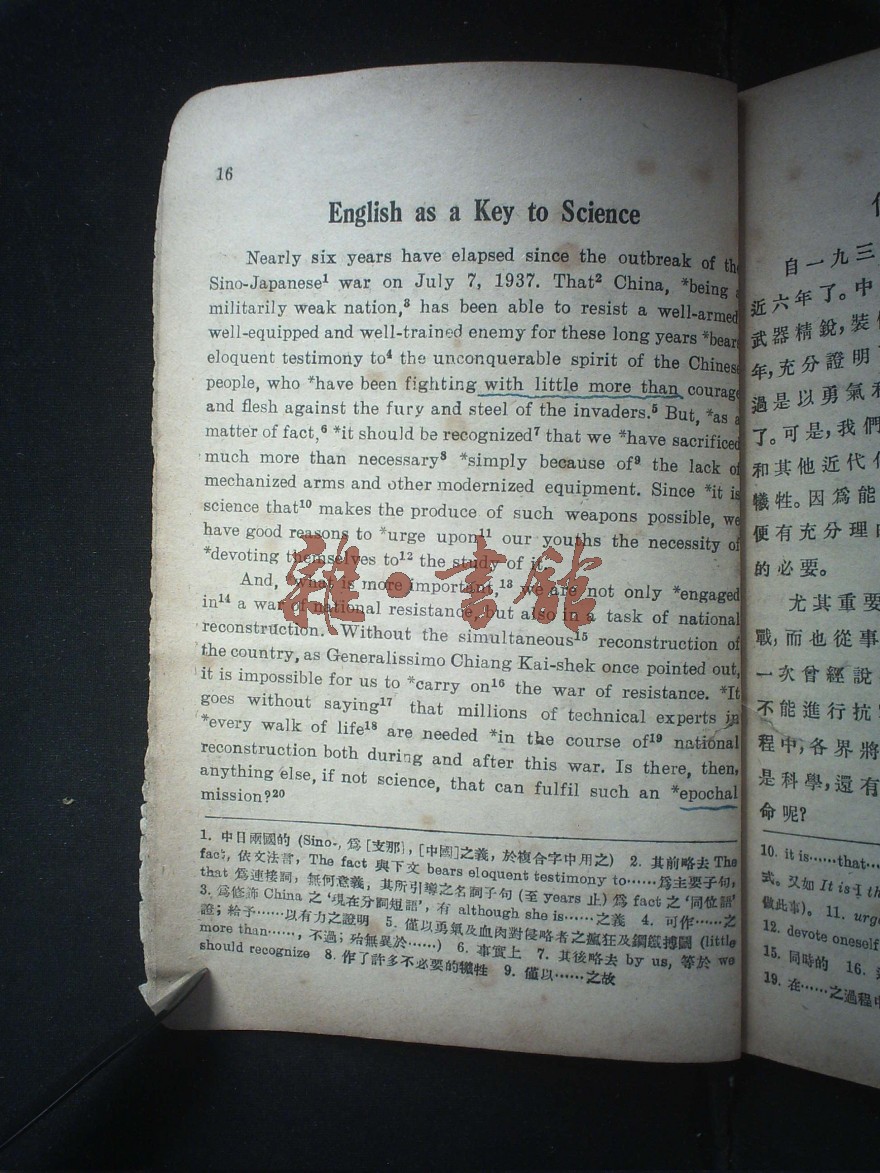 16
English as a Key to Science
Nearly six years have elapsed since the outbreak of the
Sino-Japanese¹ war on July 7, 1937. That² China, *being a
militarily weak nation,³ has been able to resist a well-armed
well-equipped and well-trained enemy for these long years *bears
eloquent testimony to⁴ the unconquerable spirit of the Chinese
people, who *have been fighting with little more than courage
and flesh against the fury and steel of the invaders.⁵ But, *as a
matter of fact,⁶ *it should be recognized⁷ that we *have sacrificed
much more than necessary⁸ *simply because of⁹ the lack of
mechanized arms and other modernized equipment. Since *it is
science that¹⁰ makes the produce of such weapons possible, we
have good reasons to *urge upon¹¹ our youths the necessity of
*devoting themselves to¹² the study of it.
And, what is more important,¹³ we are not only *engaged
in¹⁴ a war of national resistance but also in a task of national
reconstruction. Without the simultaneous¹⁵ reconstruction of
the country, as Generalissimo Chiang Kai-shek once pointed out,
it is impossible for us to *carry on¹⁶ the war of resistance. *It
goes without saying¹⁷ that millions of technical experts in
*every walk of life¹⁸ are needed *in the course of¹⁹ national
reconstruction both during and after this war. Is there, then,
anything else, if not science, that can fulfil such an *epochal
mission?²⁰
1. 中日兩國的 (Sino-, 爲 [支那], [中國]之義，於複合字中用之) 2. 其前略去 The
fact, 依文法言，The fact 與下文 bears eloquent testimony to……爲主要子句，
that 爲連接詞，無何意義，其所引導之名詞子句 (至 years 止) 爲 fact 之 '同位語'
3. 爲修飾 China 之 '現在分詞短語'，有 although she is……之義 4. 可作……之
證；給予……以有力之證明 5. 僅以勇氣及血肉對侵略者之瘋狂及鋼鐵搏鬬 (little
more than……，不過；殆無異於……) 6. 事實上 7. 其後略去 by us, 等於 we
should recognize 8. 作了許多不必要的犧牲 9. 僅以……之故
自一九三
近六年了。中
武器精銳，裝
年，充分證明
過是以勇氣和
了。可是，我們
和其他近代化
犧牲。因爲能
便有充分理由
的必要。
尤其重要
戰，而也從事
一次曾經說
不能進行抗
程中，各界將
是科學，還有
命呢？
10. it is……that…
式。又如 It is I th
做此事)。 11. urg
12. devote oneself
15. 同時的 16.
19. 在……之過程中
雜·書館